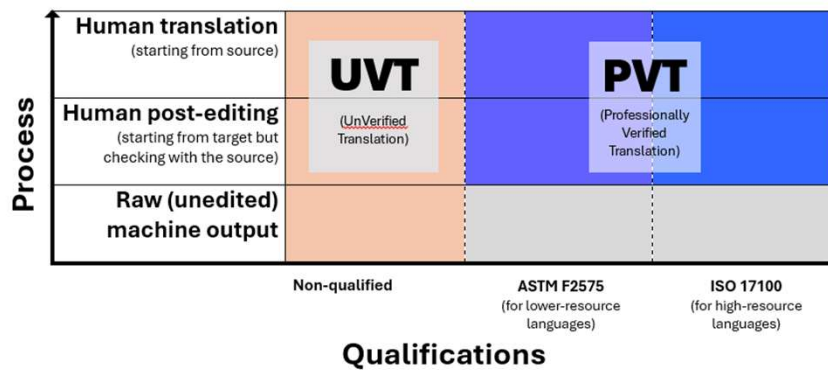 Human translation
(starting from source)
UVT
PVT
Human post-editing
(starting from target but
checking with the source)
(UnVerified
Translation)
(Professionally
Verified
Translation)
Raw (unedited)
machine output
Process
Non-qualified
ASTM F2575
(for lower-resource
languages)
ISO 17100
(for high-resource
languages)
Qualifications